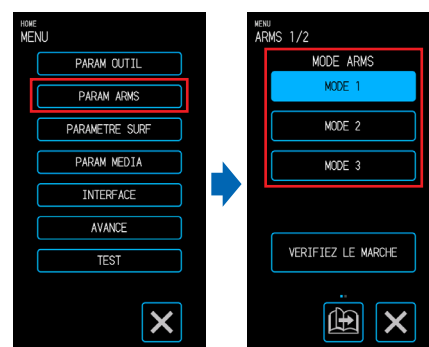 HOME
MENU
PARAM OUTIL
PARAM ARMS
PARAMETRE SURF
PARAM MEDIA
INTERFACE
AVANCE
TEST
MENU
ARMS 1/2
MODE ARMS
MODE 1
MODE 2
MODE 3
VERIFIEZ LE MARCHE